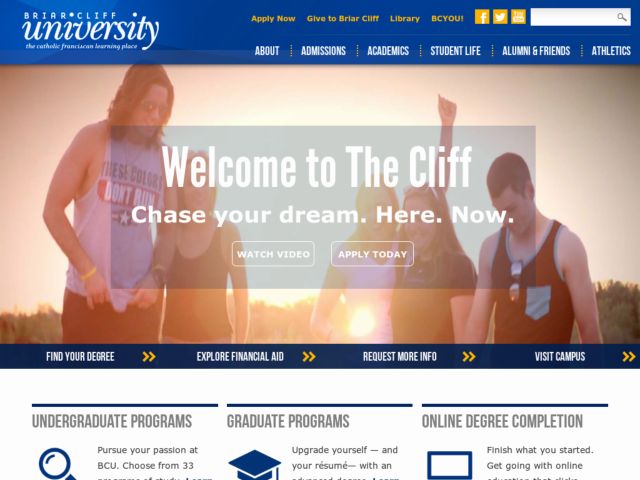 BRIAR CLIFF
university
the catholic franciscan learning place
Apply Now Give to Briar Cliff Library BCYOU!
ABOUT ADMISSIONS ACADEMICS STUDENT LIFE ALUMNI & FRIENDS ATHLETICS
THESE COLORS
DON'T RUN
Welcome to The Cliff
Chase your dream. Here. Now.
WATCH VIDEO APPLY TODAY
FIND YOUR DEGREE EXPLORE FINANCIAL AID REQUEST MORE INFO VISIT CAMPUS
UNDERGRADUATE PROGRAMS GRADUATE PROGRAMS ONLINE DEGREE COMPLETION
Pursue your passion at
BCU. Choose from 33
Upgrade yourself — and
your résumé— with an
Finish what you started.
Get going with online